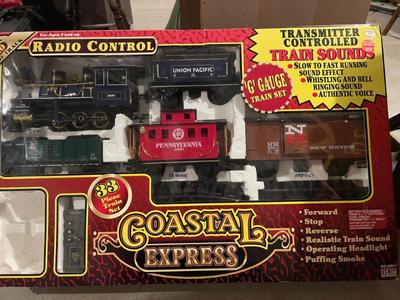 For Ages 3 and up
RADIO CONTROL
TRANSMITTER
CONTROLLED
TRAIN SOUNDS
• SLOW TO FAST RUNNING
SOUND EFFECT
• WHISTLING AND BELL
RINGING SOUND
• AUTHENTIC VOICE
'G' GAUGE
TRAIN SET
UNION PACIFIC
PENNSYLVANIA
N
NEW HAVEN
33
Piece
Train
Set
COASTAL
EXPRESS
• Forward
• Stop
• Reverse
• Realistic Train Sound
• Operating Headlight
• Puffing Smoke